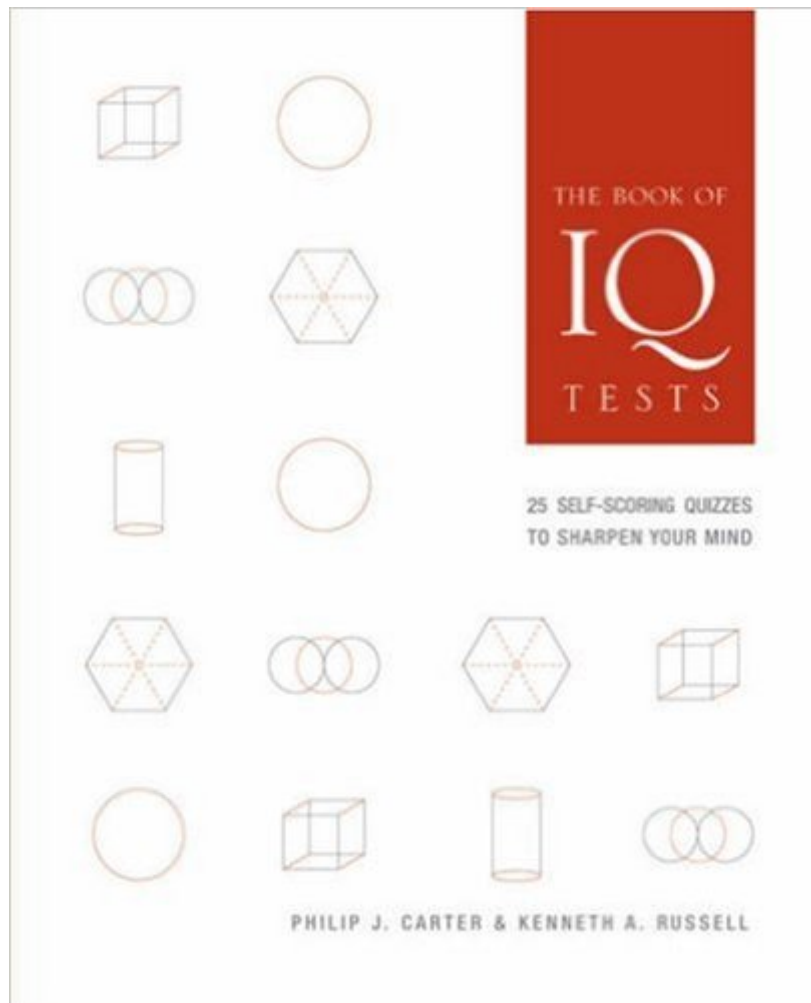 THE BOOK OF
IQ
TESTS
25 SELF-SCORING QUIZZES
TO SHARPEN YOUR MIND
PHILIP J. CARTER & KENNETH A. RUSSELL